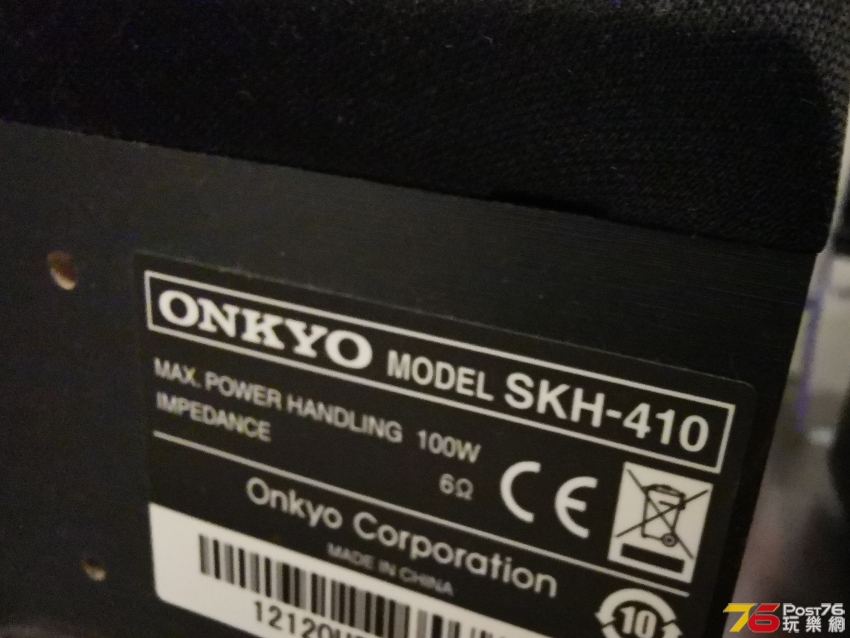 ONKYO MODEL SKH-410
MAX. POWER HANDLING 100W
IMPEDANCE 6Ω
CE
Onkyo Corporation
MADE IN CHINA
10
Post76
玩樂網